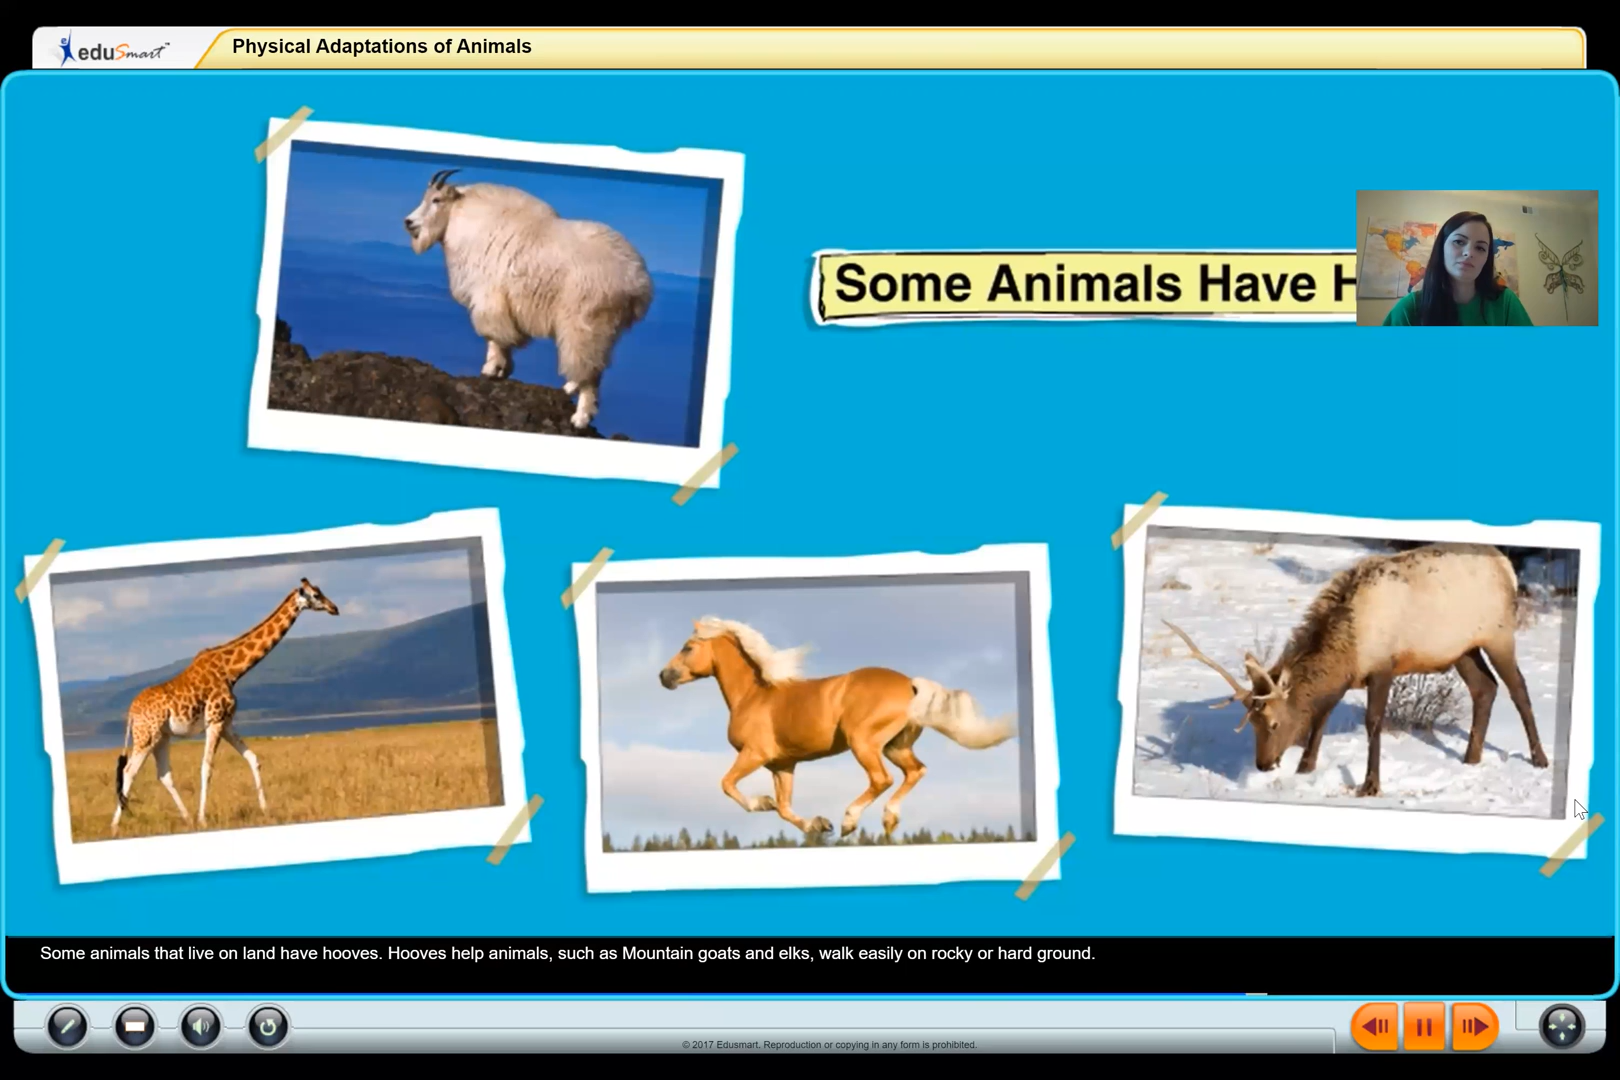 eduSmart™
Physical Adaptations of Animals
Some Animals Have H
Some animals that live on land have hooves. Hooves help animals, such as Mountain goats and elks, walk easily on rocky or hard ground.
© 2017 Edusmart. Reproduction or copying in any form is prohibited.